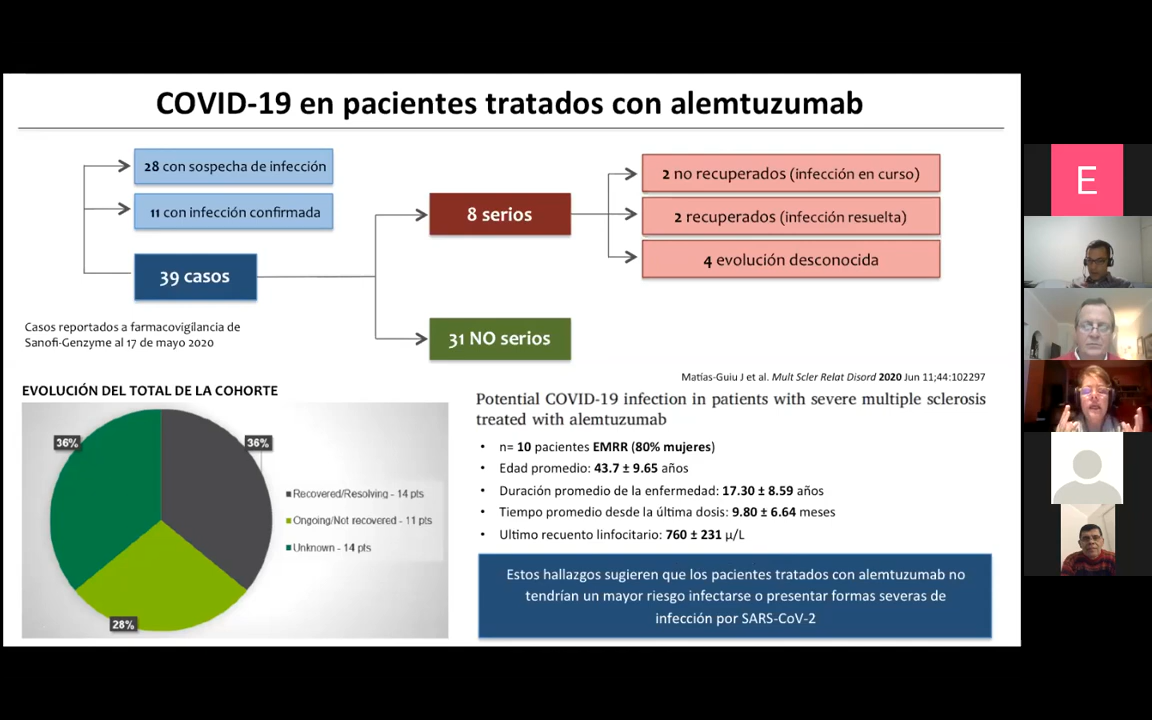 COVID-19 en pacientes tratados con alemtuzumab
28 con sospecha de infección
11 con infección confirmada
39 casos
Casos reportados a farmacovigilancia de
Sanofi-Genzyme al 17 de mayo 2020
8 serios
31 NO serios
2 no recuperados (infección en curso)
2 recuperados (infección resuelta)
4 evolución desconocida
EVOLUCIÓN DEL TOTAL DE LA COHORTE
36%
36%
28%
Recovered/Resolving - 14 pts
Ongoing/Not recovered - 11 pts
Unknown - 14 pts
Matías-Guiu J et al. Mult Scler Relat Disord 2020 Jun 11;44:102297
Potential COVID-19 infection in patients with severe multiple sclerosis
treated with alemtuzumab
• n= 10 pacientes EMRR (80% mujeres)
• Edad promedio: 43.7 ± 9.65 años
• Duración promedio de la enfermedad: 17.30 ± 8.59 años
• Tiempo promedio desde la última dosis: 9.80 ± 6.64 meses
• Ultimo recuento linfocitario: 760 ± 231 µ/L
Estos hallazgos sugieren que los pacientes tratados con alemtuzumab no
tendrían un mayor riesgo infectarse o presentar formas severas de
infección por SARS-CoV-2
E